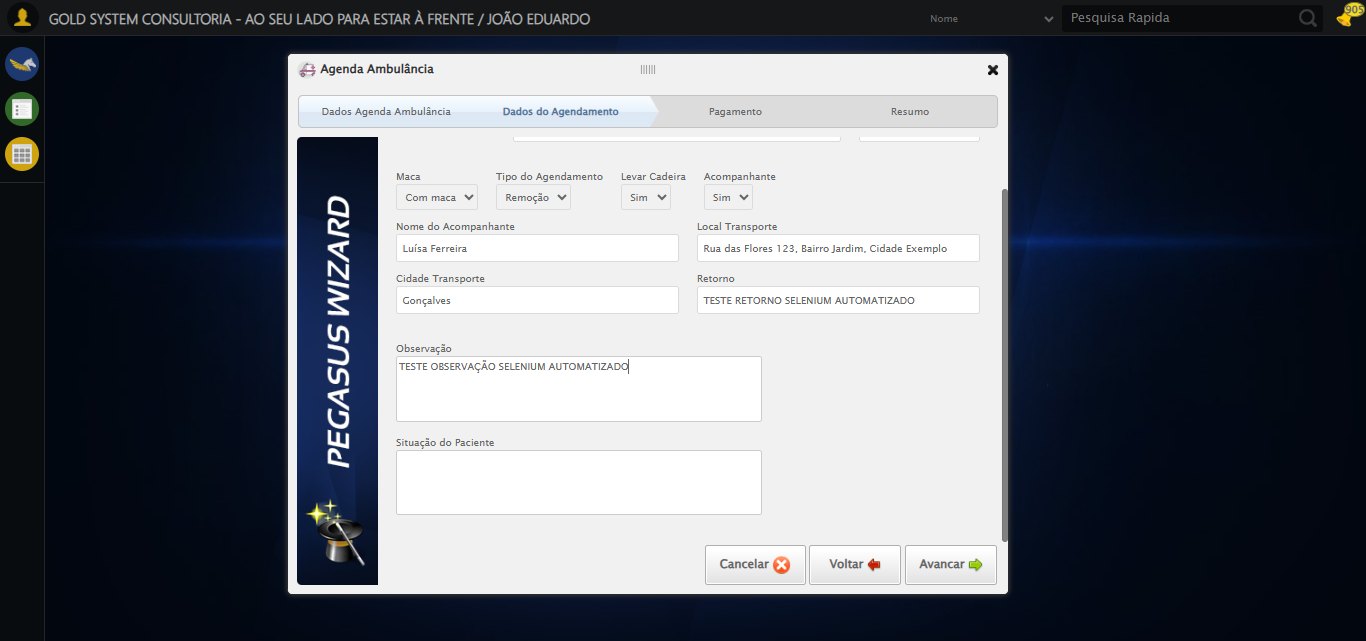 GOLD SYSTEM CONSULTORIA - AO SEU LADO PARA ESTAR À FRENTE / JOÃO EDUARDO
Nome
Pesquisa Rapida
905
Agenda Ambulância
Dados Agenda Ambulância
Dados do Agendamento
Pagamento
Resumo
PEGASUS WIZARD
Maca
Tipo do Agendamento
Levar Cadeira
Acompanhante
Com maca
Remoção
Sim
Sim
Nome do Acompanhante
Local Transporte
Luísa Ferreira
Rua das Flores 123, Bairro Jardim, Cidade Exemplo
Cidade Transporte
Retorno
Gonçalves
TESTE RETORNO SELENIUM AUTOMATIZADO
Observação
TESTE OBSERVAÇÃO SELENIUM AUTOMATIZADO
Situação do Paciente
Cancelar
Voltar
Avancar